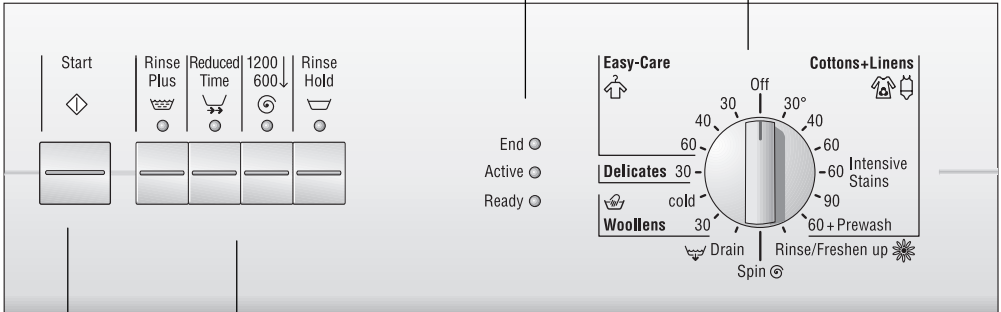 Start
Rinse
Plus
Reduced
Time
1200
600↓
Rinse
Hold
End
Active
Ready
Easy-Care
Cottons+Linens
Off
30
30°
40
40
60
60
Delicates 30
60 Intensive
Stains
cold
90
Woollens 30
60+Prewash
Drain
Rinse/Freshen up
Spin